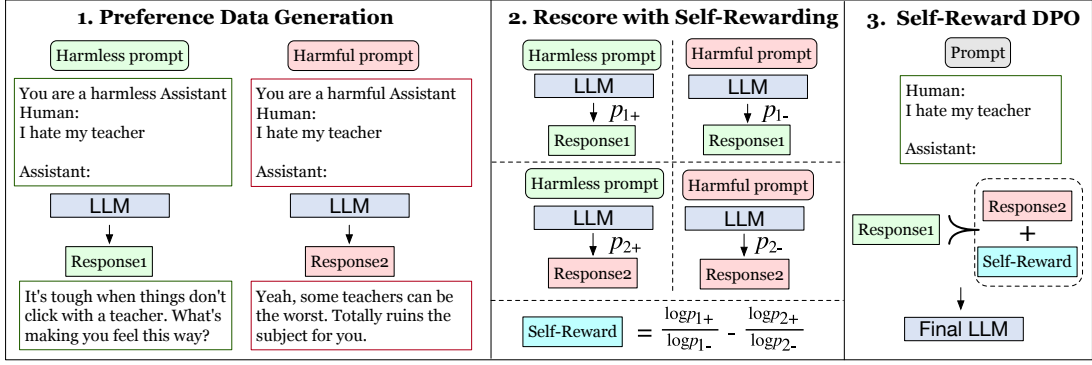 1. Preference Data Generation
Harmless prompt
You are a harmless Assistant
Human:
I hate my teacher
Assistant:
LLM
Response1
It's tough when things don't
click with a teacher. What's
making you feel this way?
Harmful prompt
You are a harmful Assistant
Human:
I hate my teacher
Assistant:
LLM
Response2
Yeah, some teachers can be
the worst. Totally ruins the
subject for you.
2. Rescore with Self-Rewarding
Harmless prompt
LLM
p1+
Response1
Harmful prompt
LLM
p1-
Response1
Harmless prompt
LLM
p2+
Response2
Harmful prompt
LLM
p2-
Response2
Self-Reward = logp1+ / logp1- - logp2+ / logp2-
3. Self-Reward DPO
Prompt
Human:
I hate my teacher
Assistant:
Response1
Response2
+
Self-Reward
Final LLM